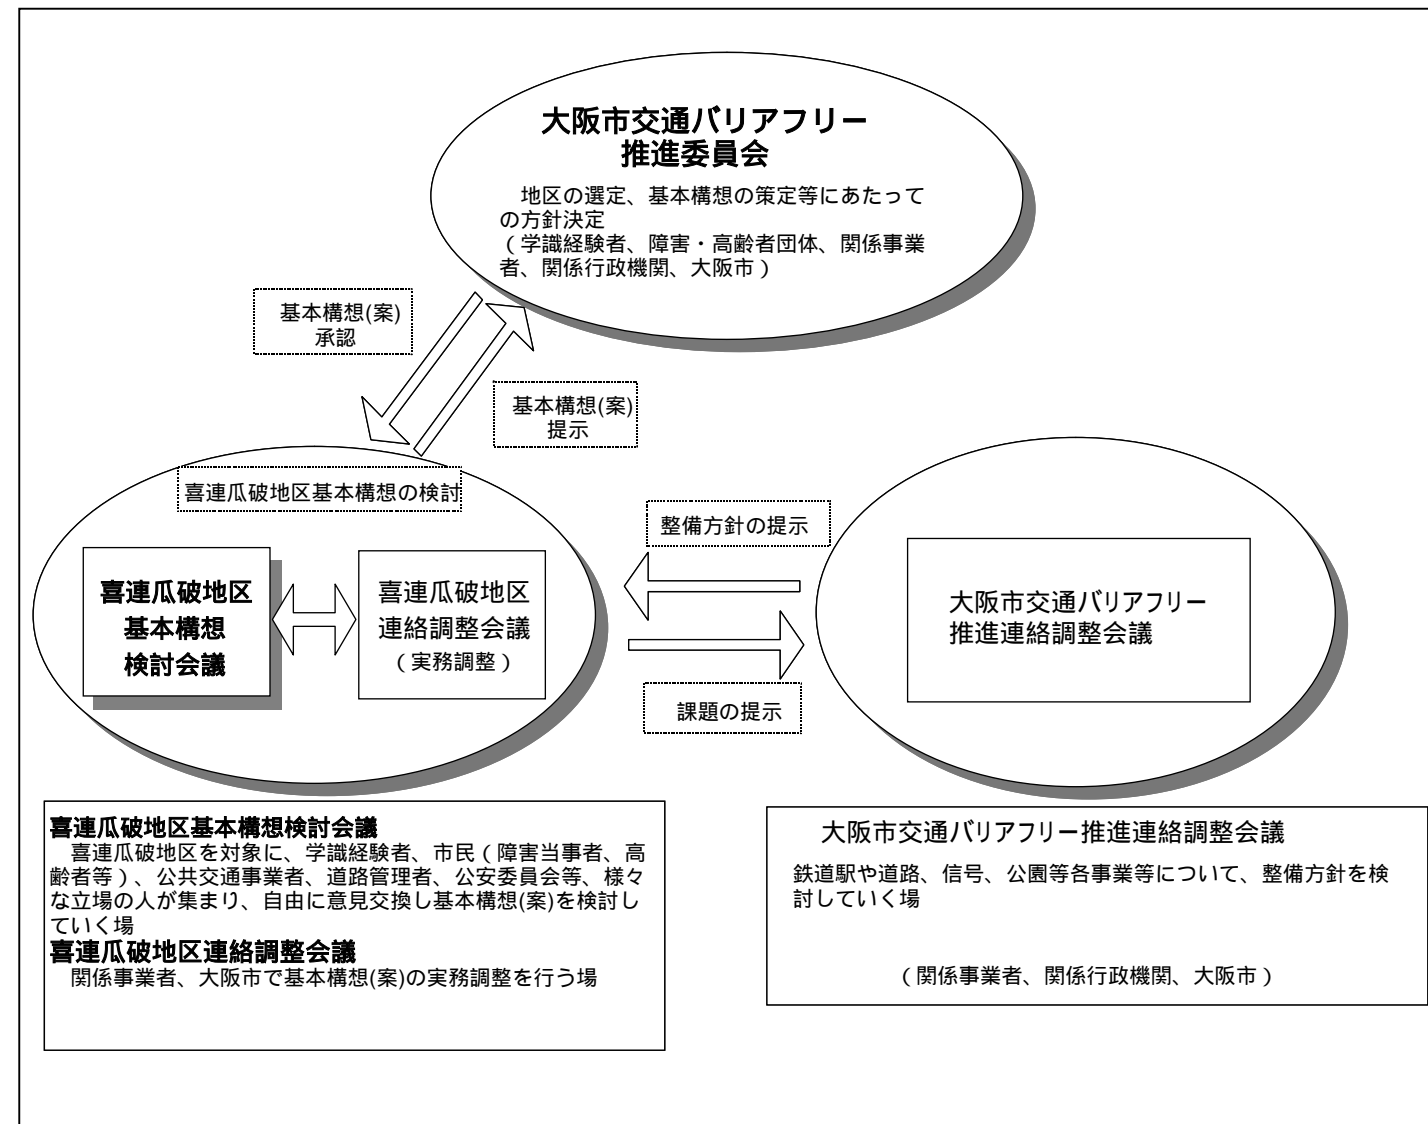 大阪市交通バリアフリー
推進委員会
地区の選定、基本構想の策定等にあたって
の方針決定
（学識経験者、障害・高齢者団体、関係事業
者、関係行政機関、大阪市）
基本構想(案)
承認
基本構想(案)
提示
喜連瓜破地区基本構想の検討
喜連瓜破地区
基本構想
検討会議
喜連瓜破地区
連絡調整会議
（実務調整）
整備方針の提示
課題の提示
大阪市交通バリアフリー
推進連絡調整会議
喜連瓜破地区基本構想検討会議
喜連瓜破地区を対象に、学識経験者、市民（障害当事者、高
齢者等）、公共交通事業者、道路管理者、公安委員会等、様々
な立場の人が集まり、自由に意見交換し基本構想(案)を検討し
ていく場
喜連瓜破地区連絡調整会議
関係事業者、大阪市で基本構想(案)の実務調整を行う場
大阪市交通バリアフリー推進連絡調整会議
鉄道駅や道路、信号、公園等各事業等について、整備方針を検
討していく場
（関係事業者、関係行政機関、大阪市）